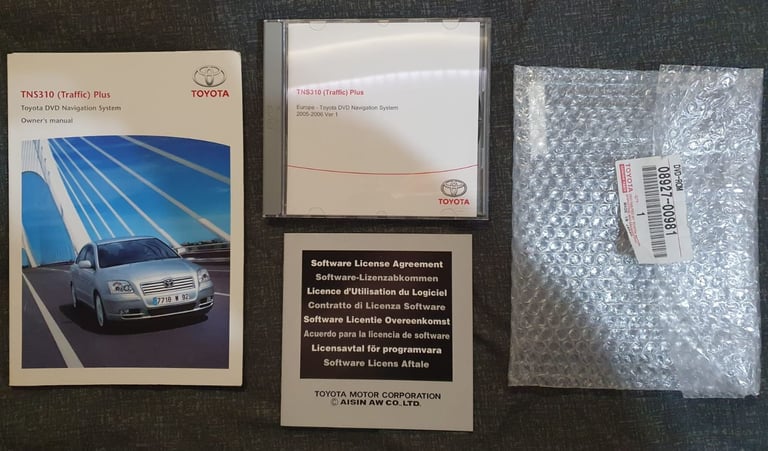 TNS310 (Traffic) Plus
Toyota DVD Navigation System
Owner's manual
TOYOTA
7710 W 92
TNS310 (Traffic) Plus
Europe - Toyota DVD Navigation System
2005-2006 Ver.1
TOYOTA
Software License Agreement
Software-Lizenzabkommen
Licence d'Utilisation du Logiciel
Contratto di Licenza Software
Software Licentie Overeenkomst
Acuerdo para la licencia de software
Licensavtal för programvara
Software Licens Aftale
TOYOTA MOTOR CORPORATION
© AISIN AW CO., LTD.
DVD-ROM
08927-00981
1
TOYOTA